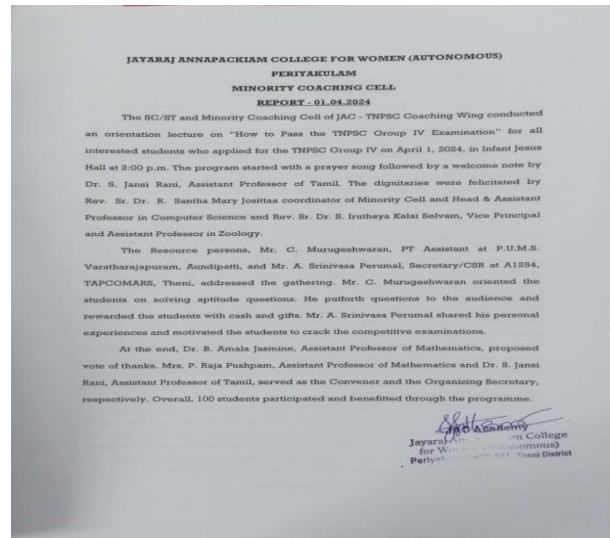 JAYARAJ ANNAPACKIAM COLLEGE FOR WOMEN (AUTONOMOUS)
PERIYAKULAM
MINORITY COACHING CELL
REPORT - 01.04.2024
The SC/ST and Minority Coaching Cell of JAC - TNPSC Coaching Wing conducted
an orientation lecture on "How to Pass the TNPSC Group IV Examination" for all
interested students who applied for the TNPSC Group IV on April 1, 2024, in Infant Jesus
Hall at 2:00 p.m. The program started with a prayer song followed by a welcome note by
Dr. S. Jansi Rani, Assistant Professor of Tamil. The dignitaries were felicitated by
Rev. Sr. Dr. R. Santha Mary Josittaa coordinator of Minority Cell and Head & Assistant
Professor in Computer Science and Rev. Sr. Dr. S. Iruthaya Kalai Selvam, Vice Principal
and Assistant Professor in Zoology.
The Resource persons, Mr. C. Murugeshwaran, PT Assistant at P.U.M.S.
Varatharajapuram, Aundipatti, and Mr. A. Srinivasa Perumal, Secretary/CSR at A1254,
TAPCOMARS, Theni, addressed the gathering. Mr. C. Murugeshwaran oriented the
students on solving aptitude questions. He putforth questions to the audience and
rewarded the students with cash and gifts. Mr. A. Srinivasa Perumal shared his personal
experiences and motivated the students to crack the competitive examinations.
At the end, Dr. B. Amala Jasmine, Assistant Professor of Mathematics, proposed
vote of thanks. Mrs. P. Raja Pushpam, Assistant Professor of Mathematics and Dr. S. Jansi
Rani, Assistant Professor of Tamil, served as the Convener and the Organizing Secretary,
respectively. Overall, 100 students participated and benefitted through the programme.
JAC Academy
College
for
Theni District